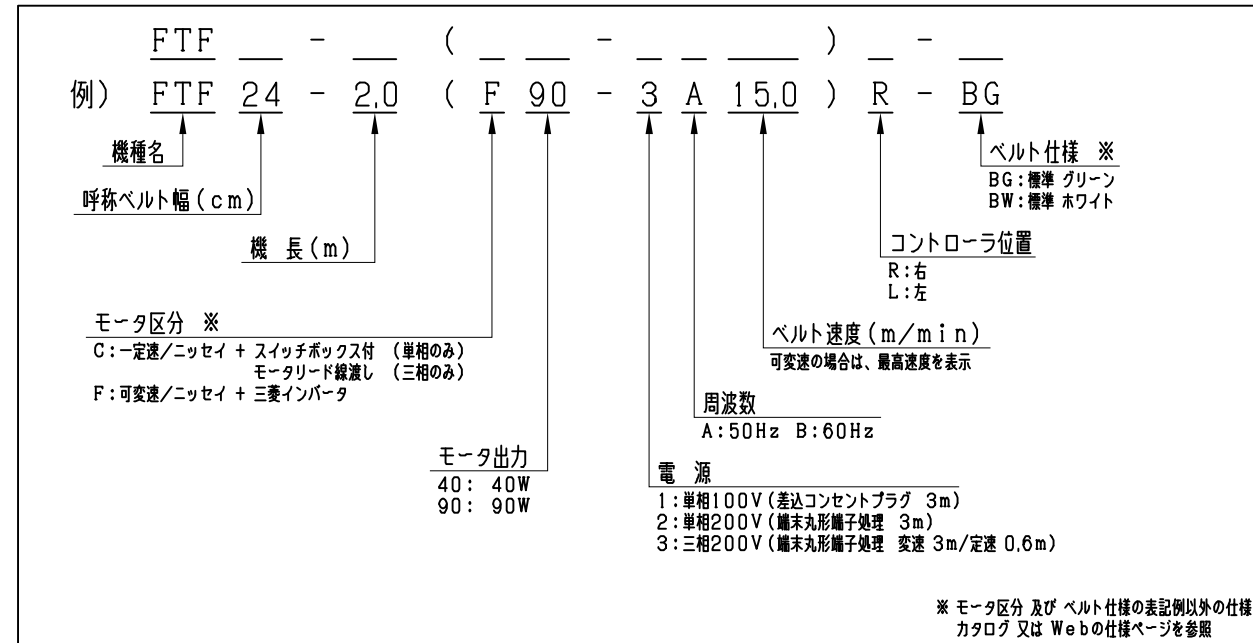 FTF - ( - ) -
例) FTF 24 - 2.0 ( F 90 - 3 A 15.0 ) R - BG
機種名
ベルト仕様 ※
BG:標準 グリーン
BW:標準 ホワイト
呼称ベルト幅(cm)
機 長(m)
コントローラ位置
R:右
L:左
モータ区分 ※
C:一定速/ニッセイ + スイッチボックス付 (単相のみ)
モータリード線渡し (三相のみ)
F:可変速/ニッセイ + 三菱インバータ
ベルト速度(m/min)
可変速の場合は、最高速度を表示
周波数
A:50Hz B:60Hz
モータ出力
40: 40W
90: 90W
電 源
1:単相100V(差込コンセントプラグ 3m)
2:単相200V(端末丸形端子処理 3m)
3:三相200V(端末丸形端子処理 変速 3m/定速 0.6m)
※ モータ区分 及び ベルト仕様の表記例以外の仕様
カタログ 又は Webの仕様ページを参照